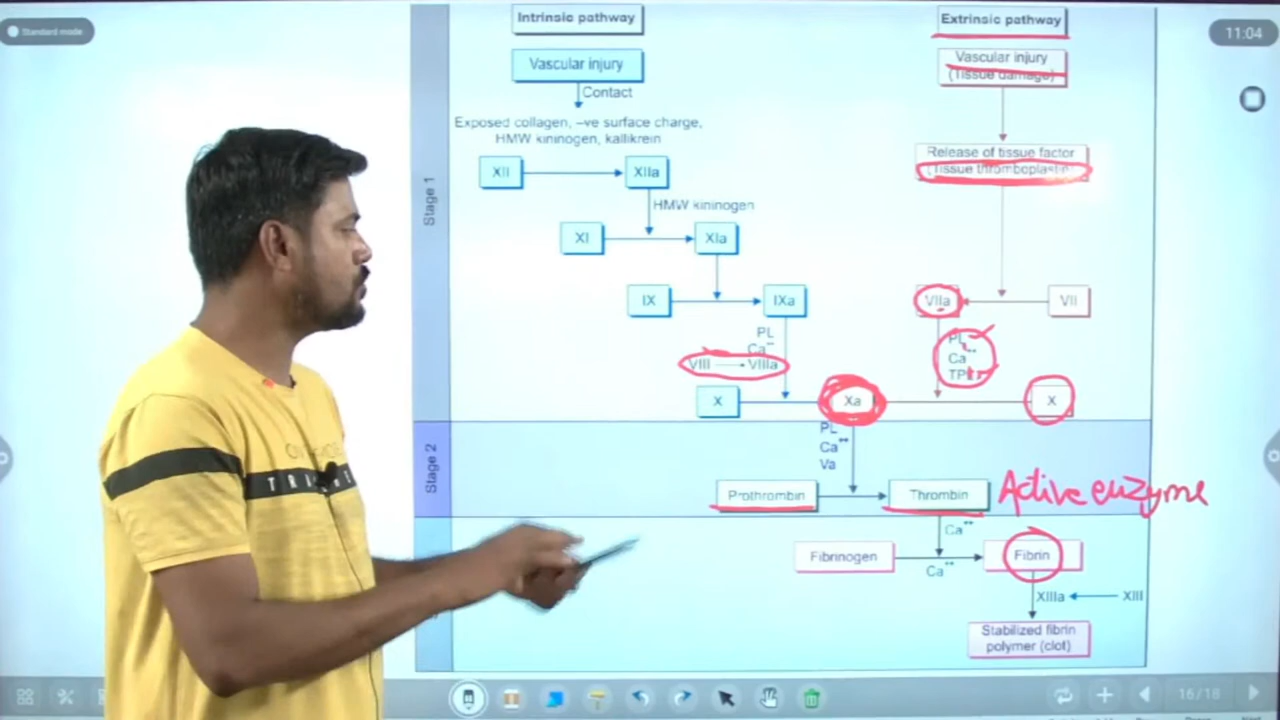 Standard mode
11:04
Intrinsic pathway
Extrinsic pathway
Vascular injury
Contact
Exposed collagen, –ve surface charge,
HMW kininogen, kallikrein
XII
XIIa
HMW kininogen
XI
XIa
IX
IXa
PL
Ca++
VIII
VIIIa
X
Xa
Vascular injury
(Tissue damage)
Release of tissue factor
(Tissue
VIIa
VII
PL
Ca++
X
Stage 1
Stage 2
PL
Ca++
Va
Prothrombin
Thrombin
Active enzyme
Ca++
Fibrinogen
Ca++
Fibrin
XIIIa
XIII
Stabilized fibrin
polymer (clot)
16/18